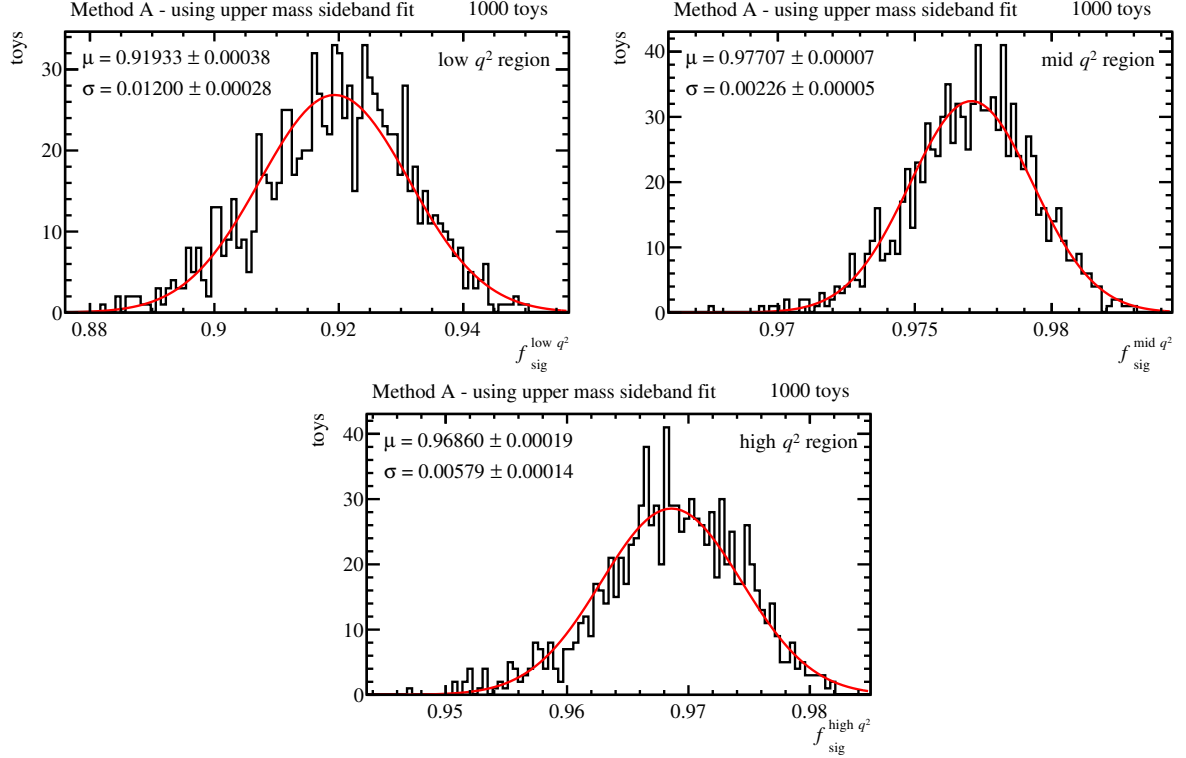 Method A - using upper mass sideband fit 1000 toys
toys
μ = 0.91933 ± 0.00038
σ = 0.01200 ± 0.00028
low q² region
30
20
10
0
0.88 0.9 0.92 0.94
f sig low q²
Method A - using upper mass sideband fit 1000 toys
toys
μ = 0.97707 ± 0.00007
σ = 0.00226 ± 0.00005
mid q² region
40
30
20
10
0
0.97 0.975 0.98
f sig mid q²
Method A - using upper mass sideband fit 1000 toys
toys
μ = 0.96860 ± 0.00019
σ = 0.00579 ± 0.00014
high q² region
40
30
20
10
0
0.95 0.96 0.97 0.98
f sig high q²